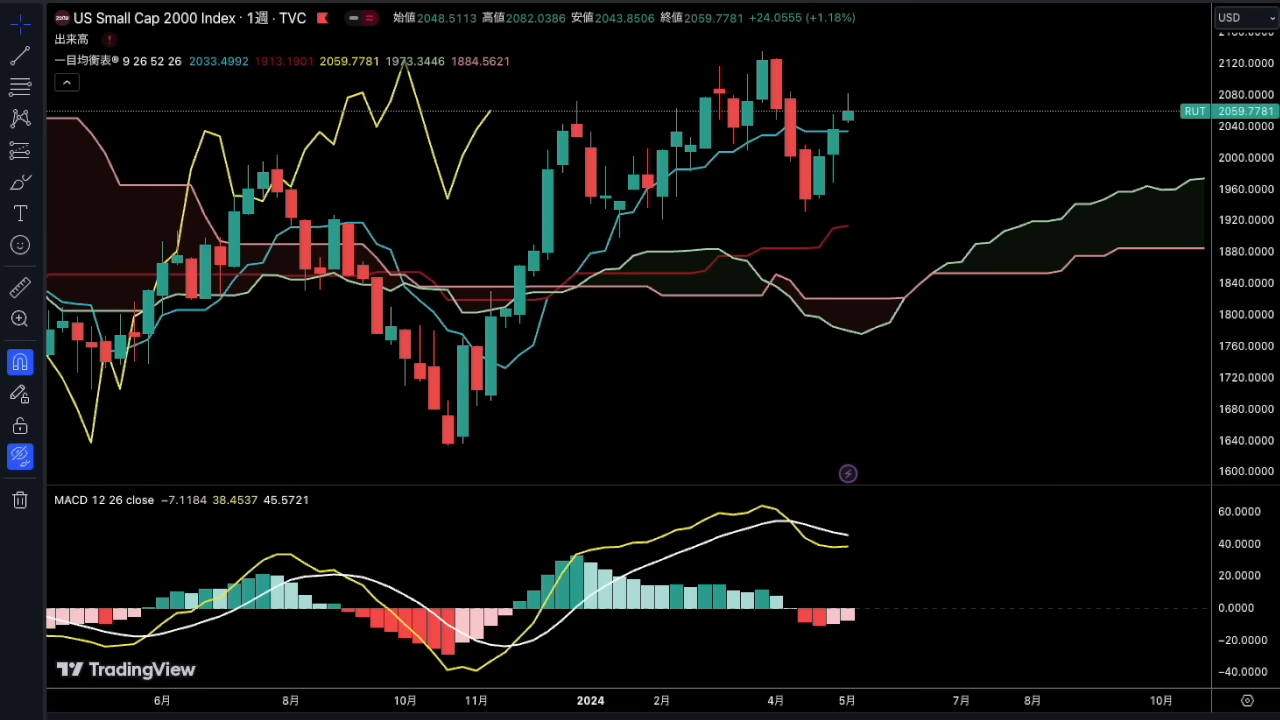 US Small Cap 2000 Index · 1週 · TVC 始値2048.5113 高値2082.0386 安値2043.8506 終値2059.7781 +24.0555 (+1.18%)
USD
出来高
一目均衡表® 9 26 52 26 2033.4992 1913.1901 2059.7781 1973.3446 1884.5621
2120.0000
2080.0000
RUT 2059.7781
2040.0000
2000.0000
1960.0000
1920.0000
1880.0000
1840.0000
1800.0000
1760.0000
1720.0000
1680.0000
1640.0000
1600.0000
MACD 12 26 close −7.1184 38.4537 45.5721
60.0000
40.0000
20.0000
0.0000
−20.0000
−40.0000
TradingView
6月 8月 10月 11月 2024 2月 4月 5月 7月 8月 10月